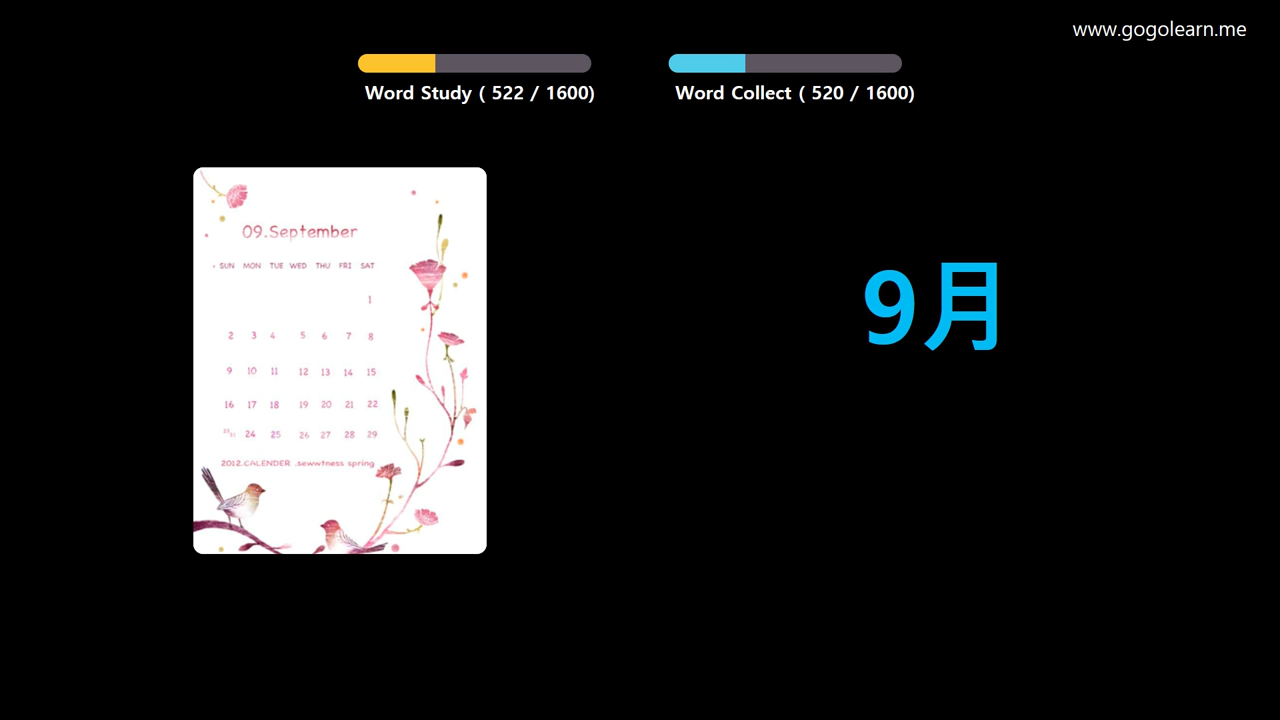 www.gogolearn.me
Word Study ( 522 / 1600)
Word Collect ( 520 / 1600)
09.September
SUN MON TUE WED THU FRI SAT
1
2 3 4 5 6 7 8
9 10 11 12 13 14 15
16 17 18 19 20 21 22
24 25 26 27 28 29
2012.CALENDER .sewwtness spring
9月